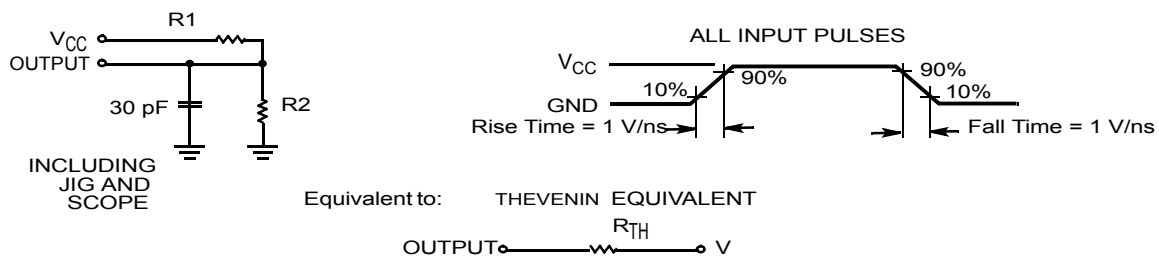 R1
VCC
OUTPUT
30 pF
R2
INCLUDING
JIG AND
SCOPE
ALL INPUT PULSES
VCC
GND
10%
90%
90%
10%
Rise Time = 1 V/ns
Fall Time = 1 V/ns
Equivalent to: THEVENIN EQUIVALENT
RTH
OUTPUT
V